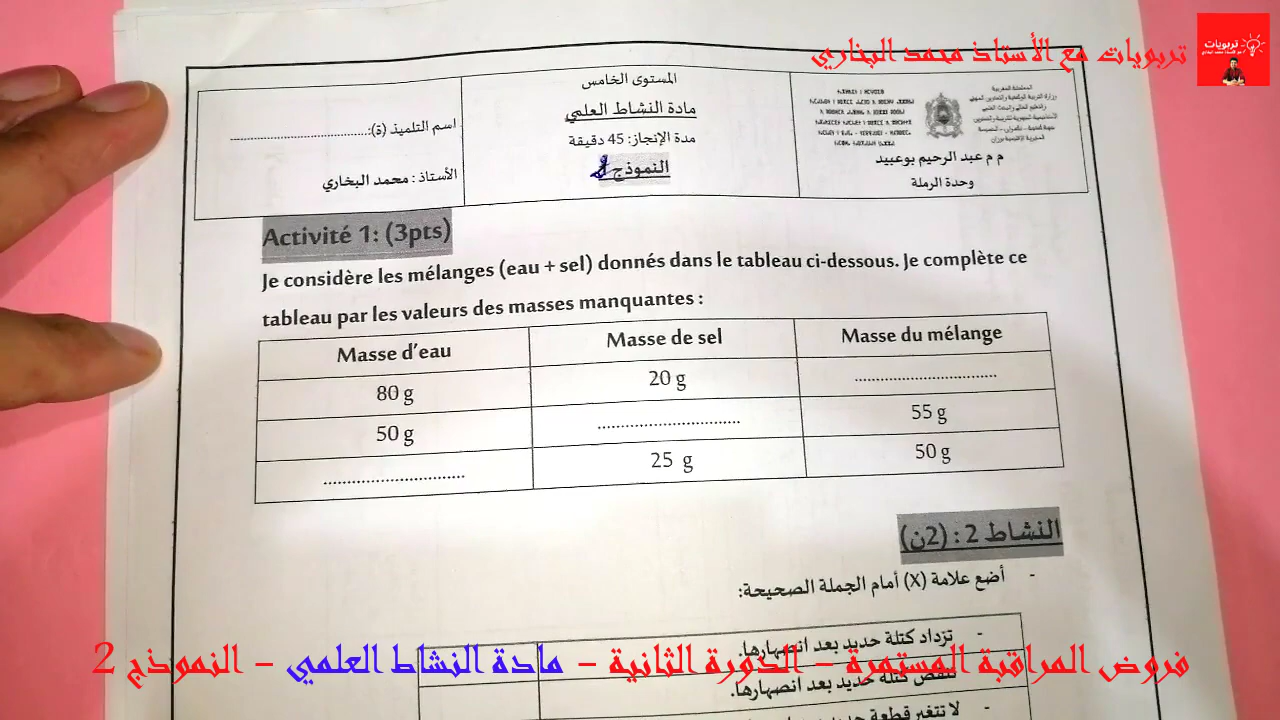 تربويات مع الأستاذ محمد البخاري
تربويات
المملكة المغربية
م م عبد الرحيم بوعبيد
وحدة الرملة
المستوى الخامس
مادة النشاط العلمي
مدة الإنجاز: 45 دقيقة
النموذج
اسم التلميذ (ة):......................................
الأستاذ : محمد البخاري
Activité 1: (3pts)
Je considère les mélanges (eau + sel) donnés dans le tableau ci-dessous. Je complète ce
tableau par les valeurs des masses manquantes :
Masse d’eau Masse de sel Masse du mélange
80 g 20 g .................................
50 g ................................. 55 g
................................. 25 g 50 g
النشاط 2 : (2ن)
- أضع علامة (X) أمام الجملة الصحيحة:
- تزداد كتلة حديد بعد انصهارها.
تنقص كتلة حديد بعد انصهارها.
- لا تتغير قطعة
فروض المراقبة المستمرة – الدورة الثانية – مادة النشاط العلمي – النموذج 2